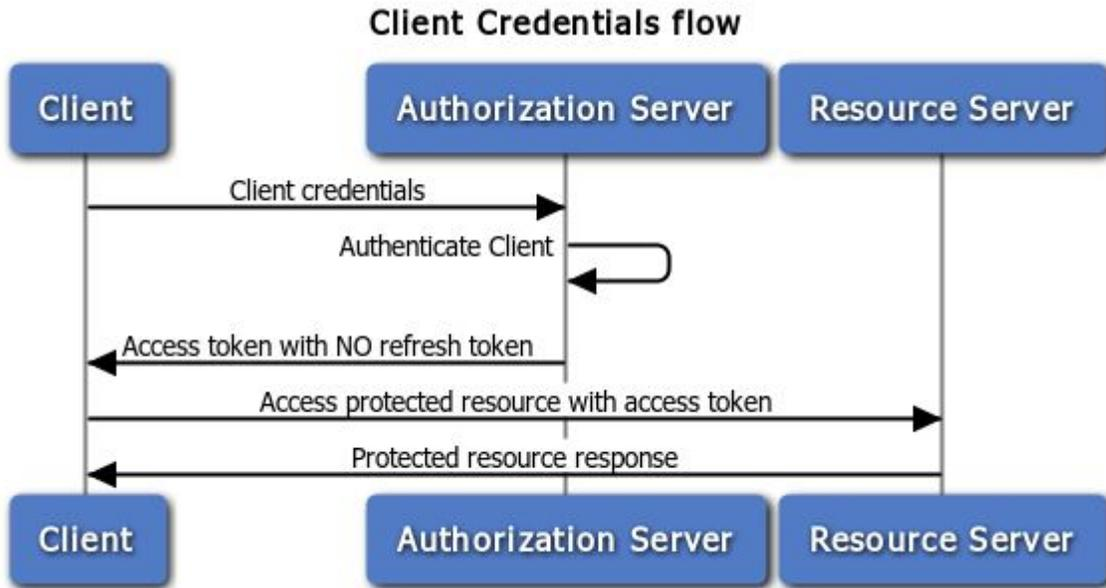 Client Credentials flow
Client
Authorization Server
Resource Server
Client credentials
Authenticate Client
Access token with NO refresh token
Access protected resource with access token
Protected resource response
Client
Authorization Server
Resource Server